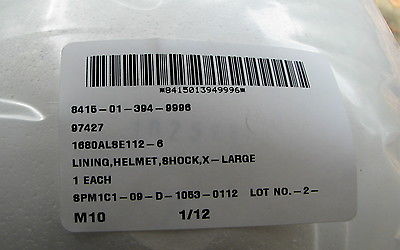 *8415013949996*
8415-01-394-9996
97427
1680ALSE112-6
LINING,HELMET,SHOCK,X-LARGE
1 EACH
SPM1C1-09-D-1053-0112 LOT NO.-2-
M10 1/12